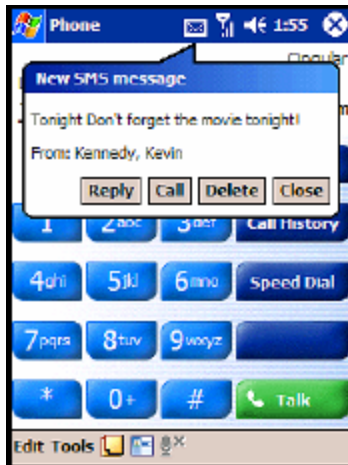 Phone 1:55
Cingular
New SMS message
Tonight Don't forget the movie tonight!
From: Kennedy, Kevin
Reply Call Delete Close
1 2abc 3def Call History
4ghi 5jkl 6mno Speed Dial
7pqrs 8tuv 9wxyz
* 0+ # Talk
Edit Tools